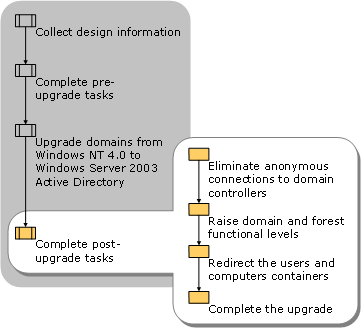 Collect design information
Complete pre-
upgrade tasks
Upgrade domains from
Windows NT 4.0 to
Windows Server 2003
Active Directory
Complete post-
upgrade tasks
Eliminate anonymous
connections to domain
controllers
Raise domain and forest
functional levels
Redirect the users and
computers containers
Complete the upgrade